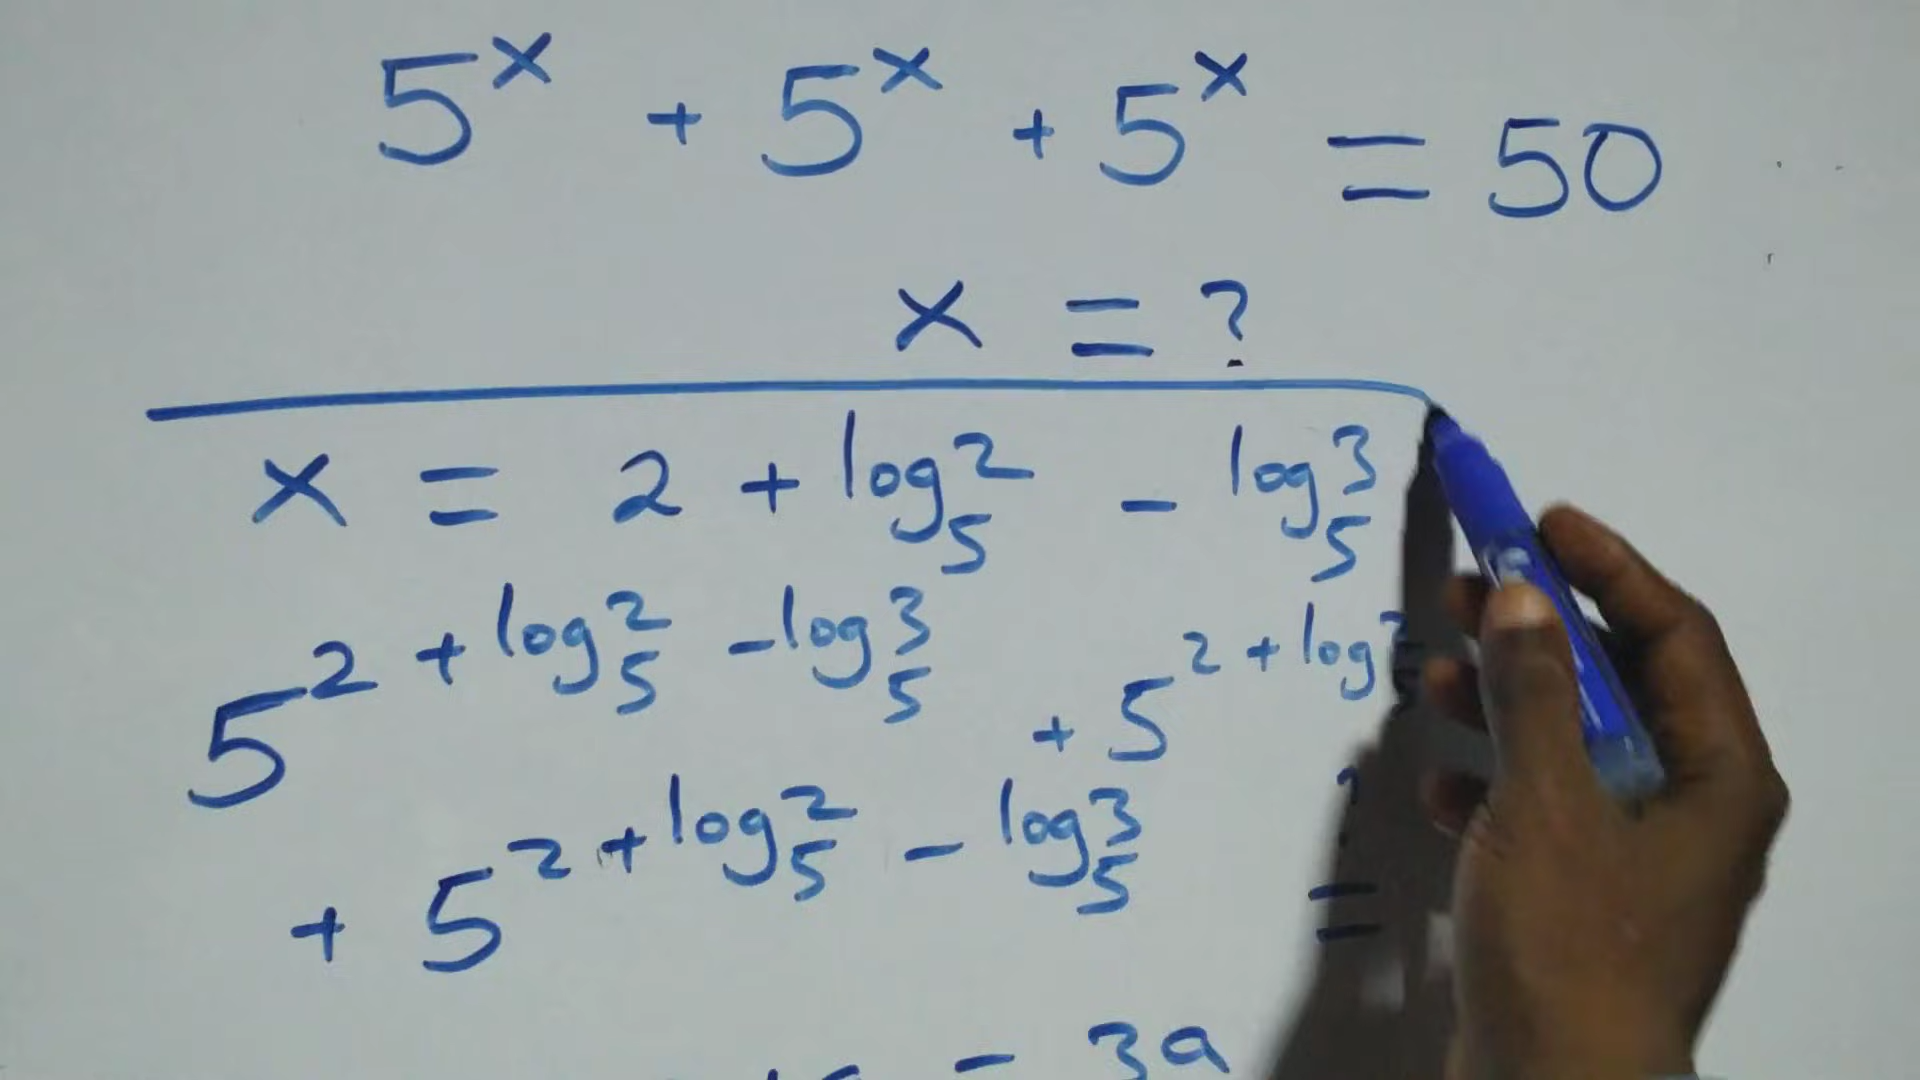 5^x + 5^x + 5^x = 50
x = ?
x = 2 + log_5^2 - log_5^3
5^{2 + log_5^2 - log_5^3} + 5^{2 + log
+ 5^{2 + log_5^2 - log_5^3} =
- 3a